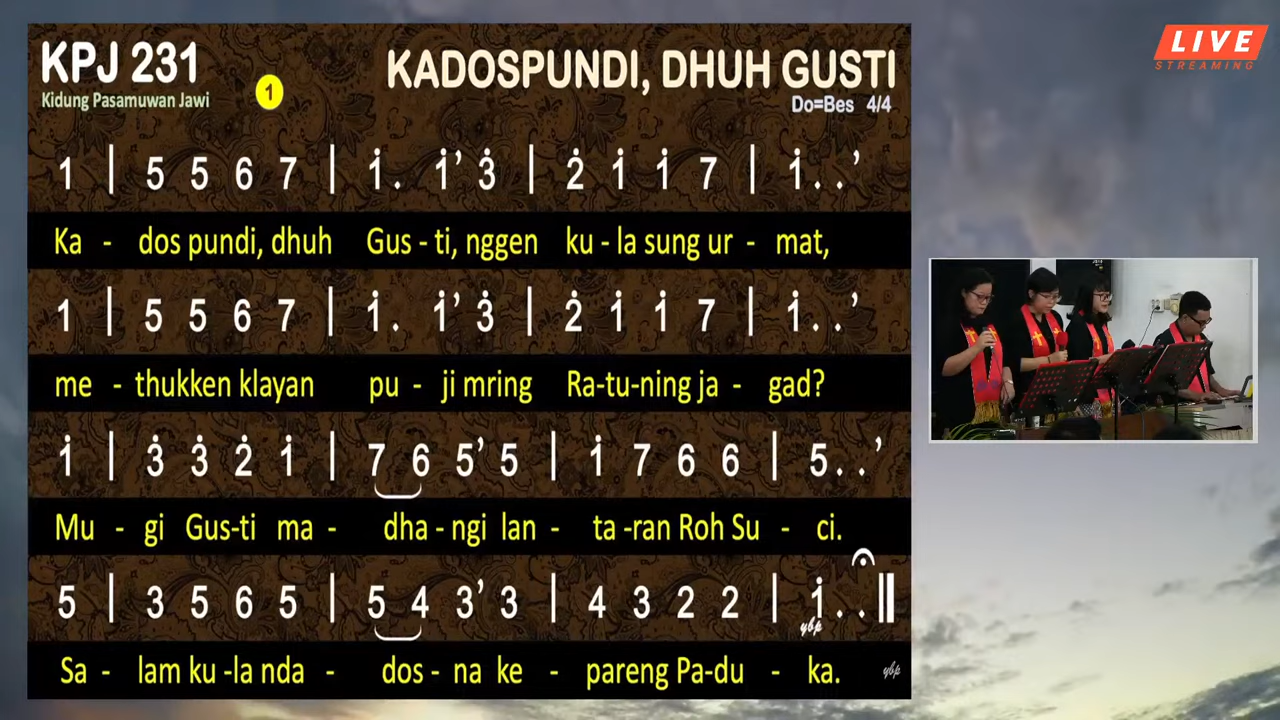 KPJ 231
Kidung Pasamuwan Jawi
1
KADOSPUNDI, DHUH GUSTI
Do=Bes 4/4
LIVE
STREAMING
1 | 5 5 6 7 | i . i ’ 3̇ | 2̇ i i 7 | i . . ’
Ka - dos pundi, dhuh Gus - ti, nggen ku - la sung ur - mat,
1 | 5 5 6 7 | i . i ’ 3̇ | 2̇ i i 7 | i . . ’
me - thukken klayan pu - ji mring Ra-tu-ning ja - gad?
i | 3̇ 3̇ 2̇ i | 7 6 5 ’ 5 | i 7 6 6 | 5 . . ’
Mu - gi Gus-ti ma - dha - ngi lan - ta -ran Roh Su - ci.
5 | 3 5 6 5 | 5 4 3 ’ 3 | 4 3 2 2 | i . . ||
ybp
Sa - lam ku -la nda - dos - na ke - pareng Pa-du - ka.
ybp